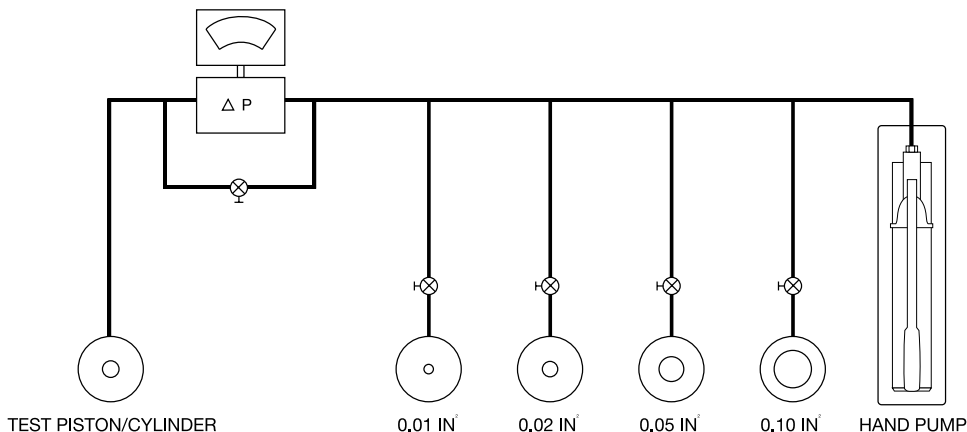 △ P
TEST PISTON/CYLINDER
0.01 IN²
0.02 IN²
0.05 IN²
0.10 IN²
HAND PUMP